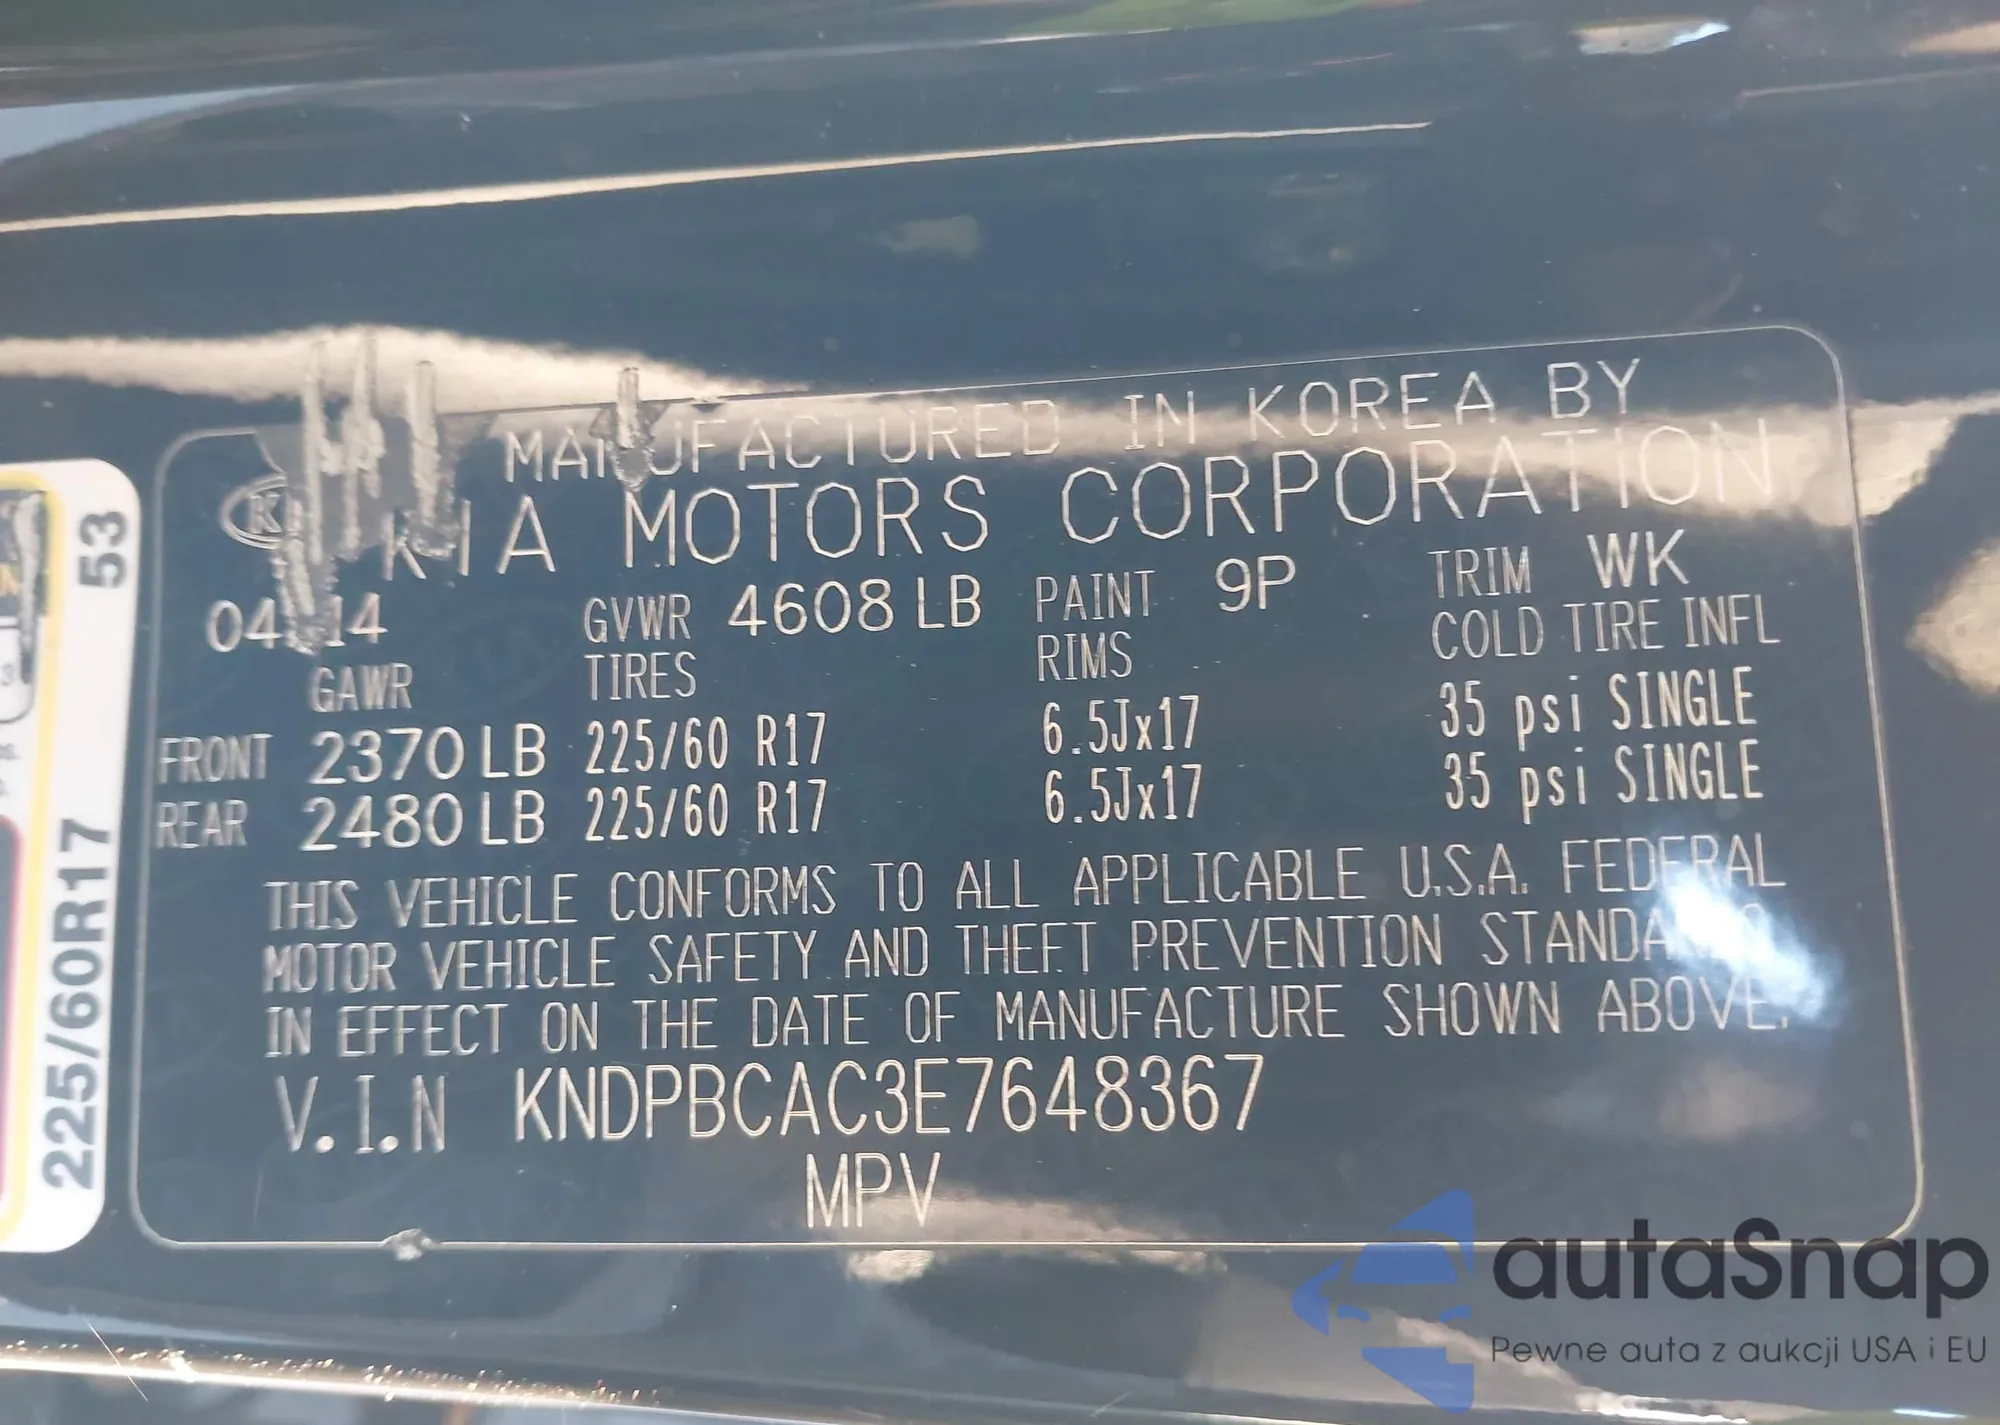 MANUFACTURED IN KOREA BY
KIA MOTORS CORPORATION
04/14 GVWR 4608 LB PAINT 9P TRIM WK
GAWR TIRES RIMS COLD TIRE INFL
FRONT 2370 LB 225/60 R17 6.5Jx17 35 psi SINGLE
REAR 2480 LB 225/60 R17 6.5Jx17 35 psi SINGLE
THIS VEHICLE CONFORMS TO ALL APPLICABLE U.S.A. FEDERAL
MOTOR VEHICLE SAFETY AND THEFT PREVENTION STANDARDS
IN EFFECT ON THE DATE OF MANUFACTURE SHOWN ABOVE.
V.I.N KNDPBCAC3E7648367
MPV
225/60R17 53
autaSnap
Pewne auta z aukcji USA i EU